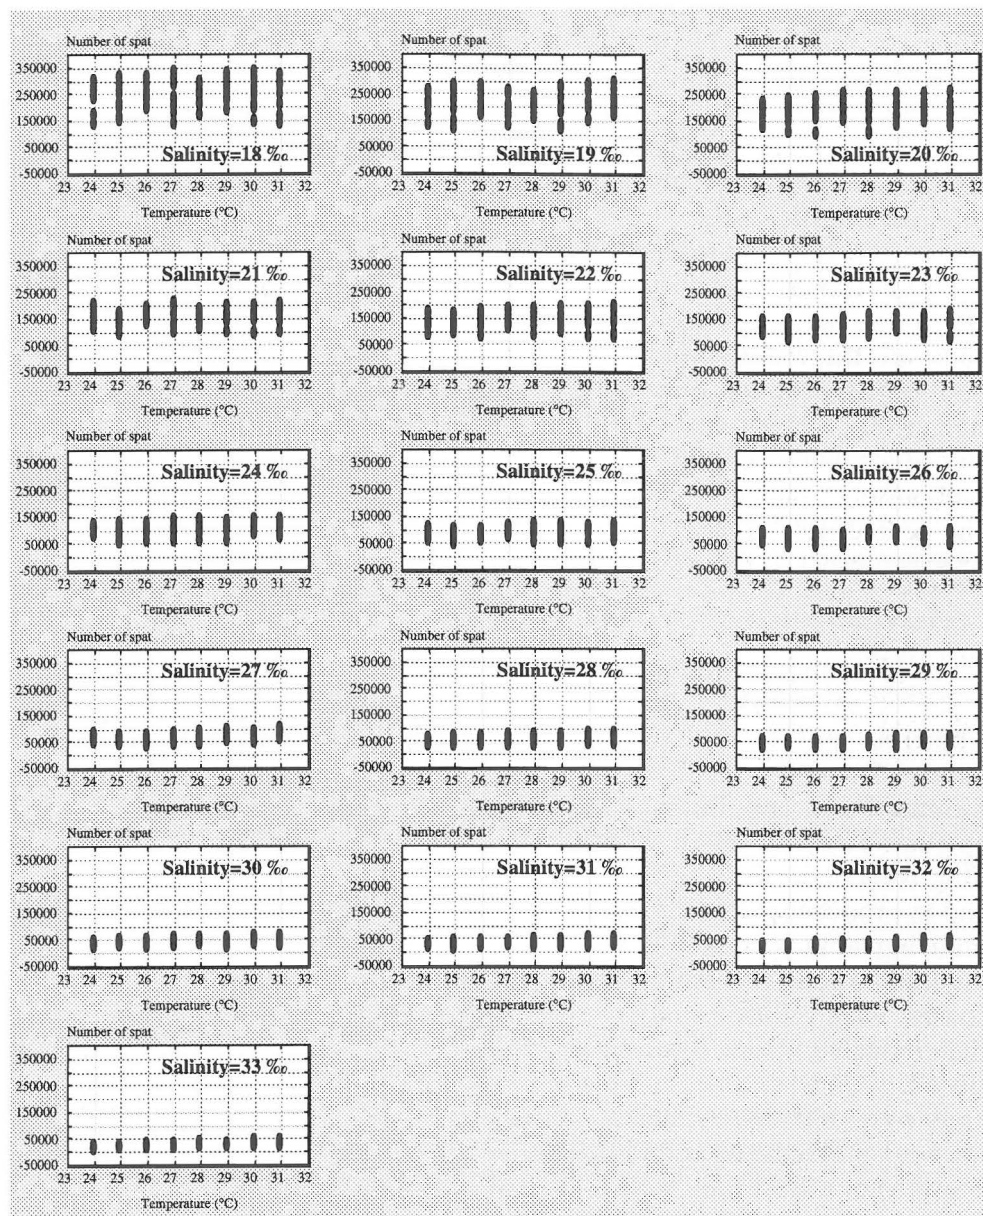 Number of spat
350000
250000
150000
50000
-50000
Salinity=18 ‰
23 24 25 26 27 28 29 30 31 32
Temperature (°C)
Number of spat
350000
250000
150000
50000
-50000
Salinity=19 ‰
23 24 25 26 27 28 29 30 31 32
Temperature (°C)
Number of spat
350000
250000
150000
50000
-50000
Salinity=20 ‰
23 24 25 26 27 28 29 30 31 32
Temperature (°C)
Number of spat
350000
Salinity=21 ‰
250000
150000
50000
-50000
23 24 25 26 27 28 29 30 31 32
Temperature (°C)
Number of spat
350000
Salinity=22 ‰
250000
150000
50000
-50000
23 24 25 26 27 28 29 30 31 32
Temperature (°C)
Number of spat
350000
Salinity=23 ‰
250000
150000
50000
-50000
23 24 25 26 27 28 29 30 31 32
Temperature (°C)
Number of spat
350000
Salinity=24 ‰
250000
150000
50000
-50000
23 24 25 26 27 28 29 30 31 32
Temperature (°C)
Number of spat
350000
Salinity=25 ‰
250000
150000
50000
-50000
23 24 25 26 27 28 29 30 31 32
Temperature (°C)
Number of spat
350000
Salinity=26 ‰
250000
150000
50000
-50000
23 24 25 26 27 28 29 30 31 32
Temperature (°C)
Number of spat
350000
Salinity=27 ‰
250000
150000
50000
-50000
23 24 25 26 27 28 29 30 31 32
Temperature (°C)
Number of spat
350000
Salinity=28 ‰
250000
150000
50000
-50000
23 24 25 26 27 28 29 30 31 32
Temperature (°C)
Number of spat
350000
Salinity=29 ‰
250000
150000
50000
-50000
23 24 25 26 27 28 29 30 31 32
Temperature (°C)
Number of spat
350000
Salinity=30 ‰
250000
150000
50000
-50000
23 24 25 26 27 28 29 30 31 32
Temperature (°C)
Number of spat
350000
Salinity=31 ‰
250000
150000
50000
-50000
23 24 25 26 27 28 29 30 31 32
Temperature (°C)
Number of spat
350000
Salinity=32 ‰
250000
150000
50000
-50000
23 24 25 26 27 28 29 30 31 32
Temperature (°C)
Number of spat
350000
Salinity=33 ‰
250000
150000
50000
-50000
23 24 25 26 27 28 29 30 31 32
Temperature (°C)